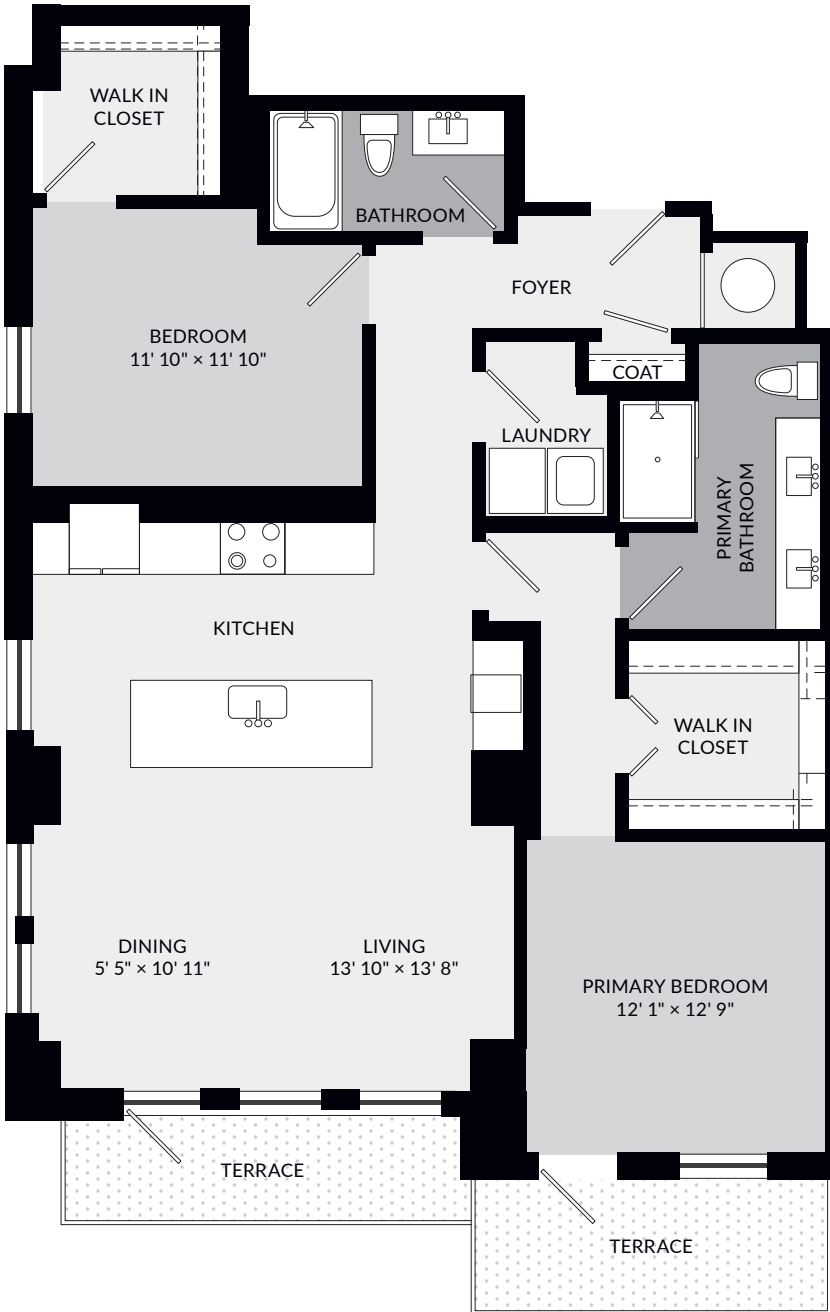 WALK IN
CLOSET
BATHROOM
FOYER
BEDROOM
11' 10" × 11' 10"
COAT
LAUNDRY
PRIMARY
BATHROOM
KITCHEN
WALK IN
CLOSET
DINING
5' 5" × 10' 11"
LIVING
13' 10" × 13' 8"
PRIMARY BEDROOM
12' 1" × 12' 9"
TERRACE
TERRACE